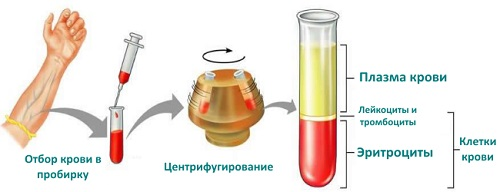 Отбор крови в
пробирку
Центрифугирование
Плазма крови
Лейкоциты и
тромбоциты
Эритроциты
Клетки
крови